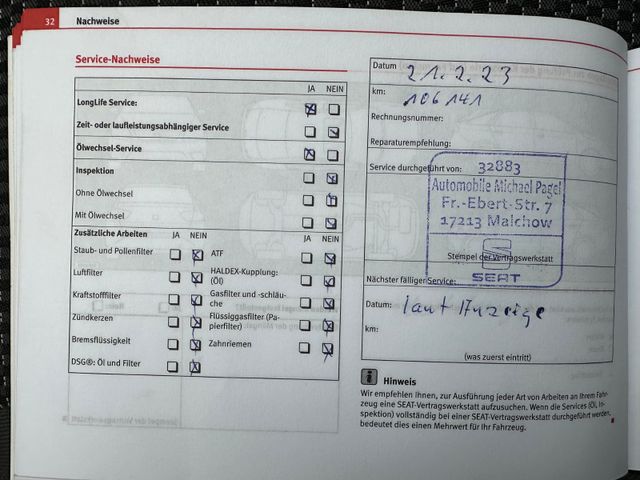 32
Nachweise
Service-Nachweise
JA NEIN
LongLife Service:
Zeit- oder laufleistungsabhängiger Service
Ölwechsel-Service
Inspektion
Ohne Ölwechsel
Mit Ölwechsel
Zusätzliche Arbeiten JA NEIN JA NEIN
Staub- und Pollenfilter ATF
Luftfilter HALDEX-Kupplung: (Öl)
Kraftstofffilter Gasfilter und -schläuche
Zündkerzen Flüssiggasfilter (Papierfilter)
Bremsflüssigkeit Zahnriemen
DSG®: Öl und Filter
Datum 21.2.23
km: 106141
Rechnungsnummer:
Reparaturempfehlung:
Service durchgeführt von: 32883
Automobile Michael Pagel
Fr.-Ebert-Str. 7
17213 Malchow
Stempel der Vertragswerkstatt
SEAT
Nächster fälliger Service:
Datum: laut Anzeige
km:
(was zuerst eintritt)
Hinweis
Wir empfehlen Ihnen, zur Ausführung jeder Art von Arbeiten an Ihrem Fahr-
zeug eine SEAT-Vertragswerkstatt aufzusuchen. Wenn die Services (Öl, In-
spektion) vollständig bei einer SEAT-Vertragswerkstatt durchgeführt werden,
bedeutet dies einen Mehrwert für Ihr Fahrzeug.